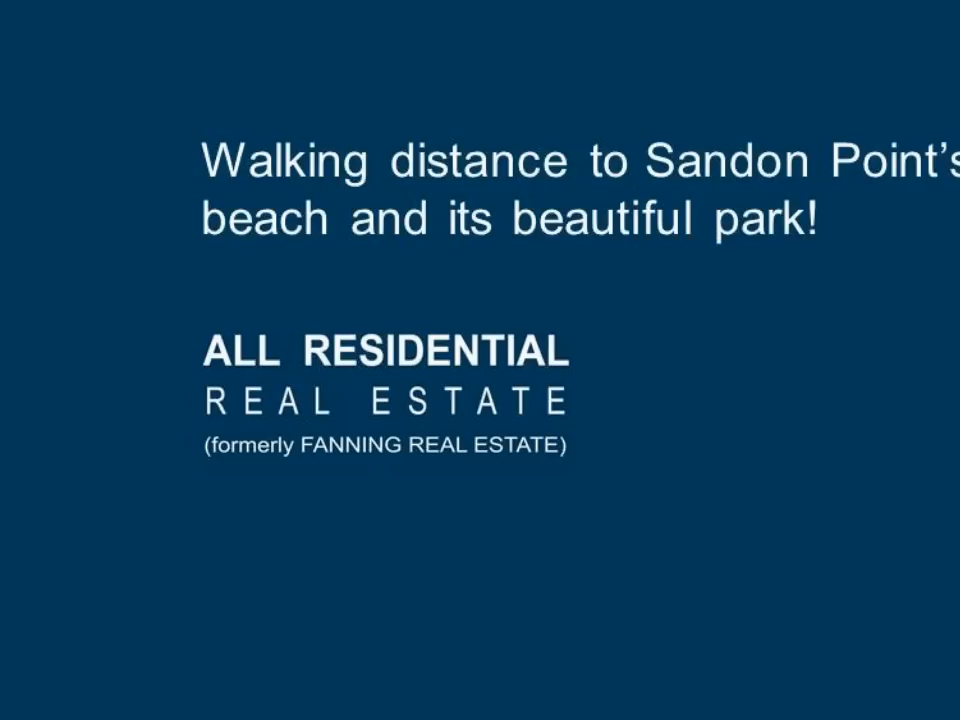 Walking distance to Sandon Point’s
beach and its beautiful park!
ALL RESIDENTIAL
REAL ESTATE
(formerly FANNING REAL ESTATE)